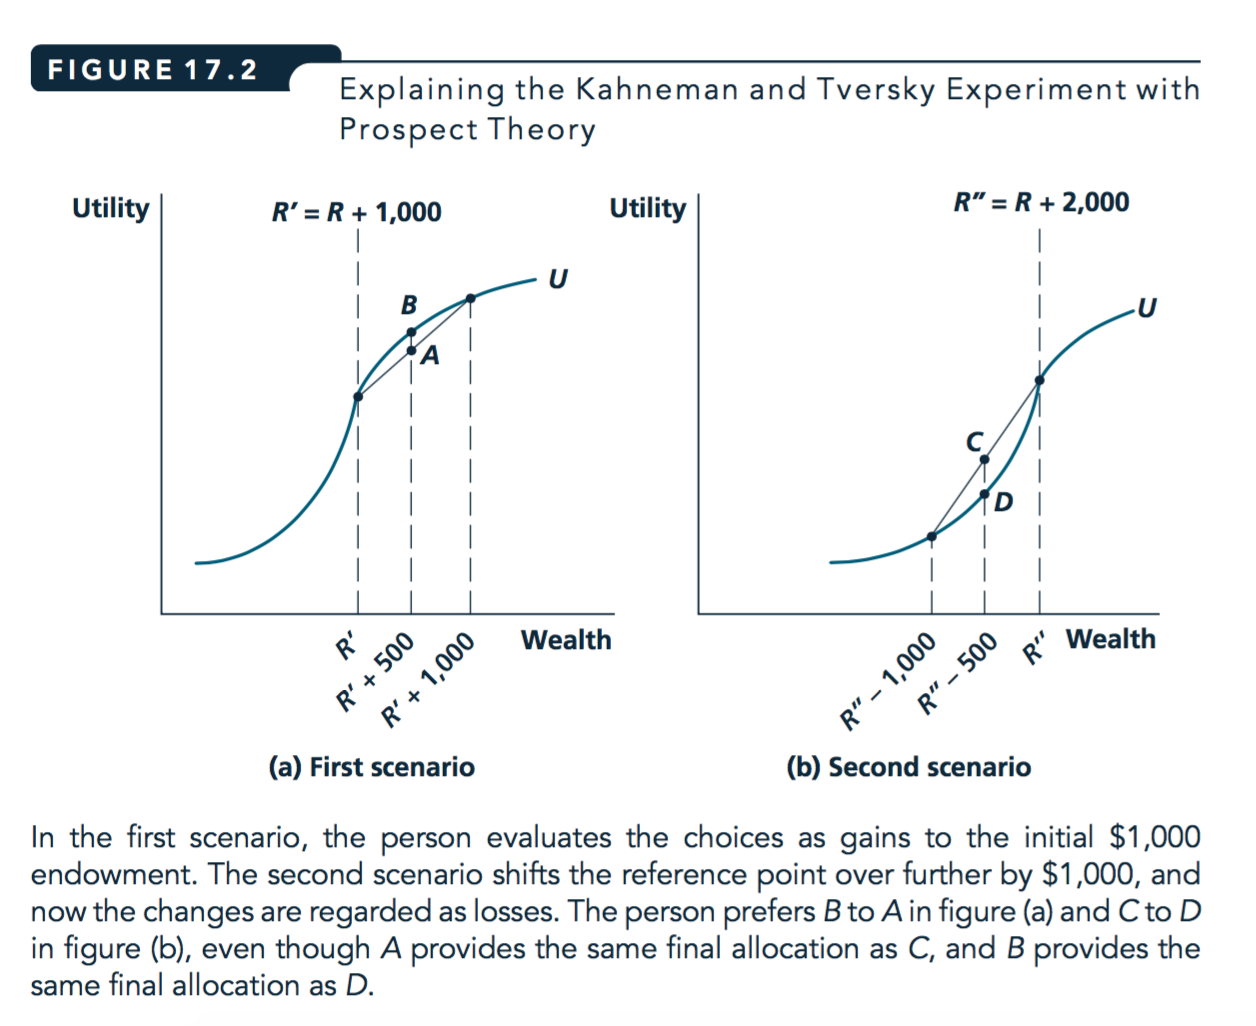 FIGURE 17.2
Explaining the Kahneman and Tversky Experiment with
Prospect Theory
Utility
R′ = R + 1,000
U
B
A
R′
R′ + 500
R′ + 1,000
Wealth
(a) First scenario
Utility
R″ = R + 2,000
U
C
D
R″ – 1,000
R″ – 500
R″
Wealth
(b) Second scenario
In the first scenario, the person evaluates the choices as gains to the initial $1,000
endowment. The second scenario shifts the reference point over further by $1,000, and
now the changes are regarded as losses. The person prefers B to A in figure (a) and C to D
in figure (b), even though A provides the same final allocation as C, and B provides the
same final allocation as D.